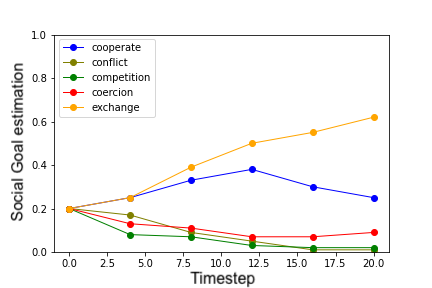 1.0
0.8
0.6
0.4
0.2
0.0
Social Goal estimation
cooperate
conflict
competition
coercion
exchange
0.0 2.5 5.0 7.5 10.0 12.5 15.0 17.5 20.0
Timestep